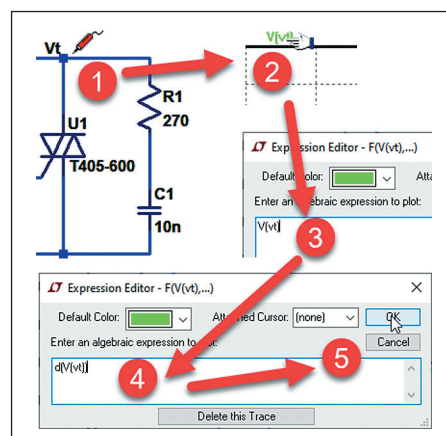 Vt
1
R1
270
U1
T405-600
C1
10n
V(vt)
2
Expression Editor - F(V(vt),...)
Default Color:
Enter an algebraic expression to plot:
V(vt)
3
Expression Editor - F(V(vt),...)
Default Color:
Attached Cursor: (none)
OK
Enter an algebraic expression to plot:
Cancel
d(V(vt))
4
5
Delete this Trace